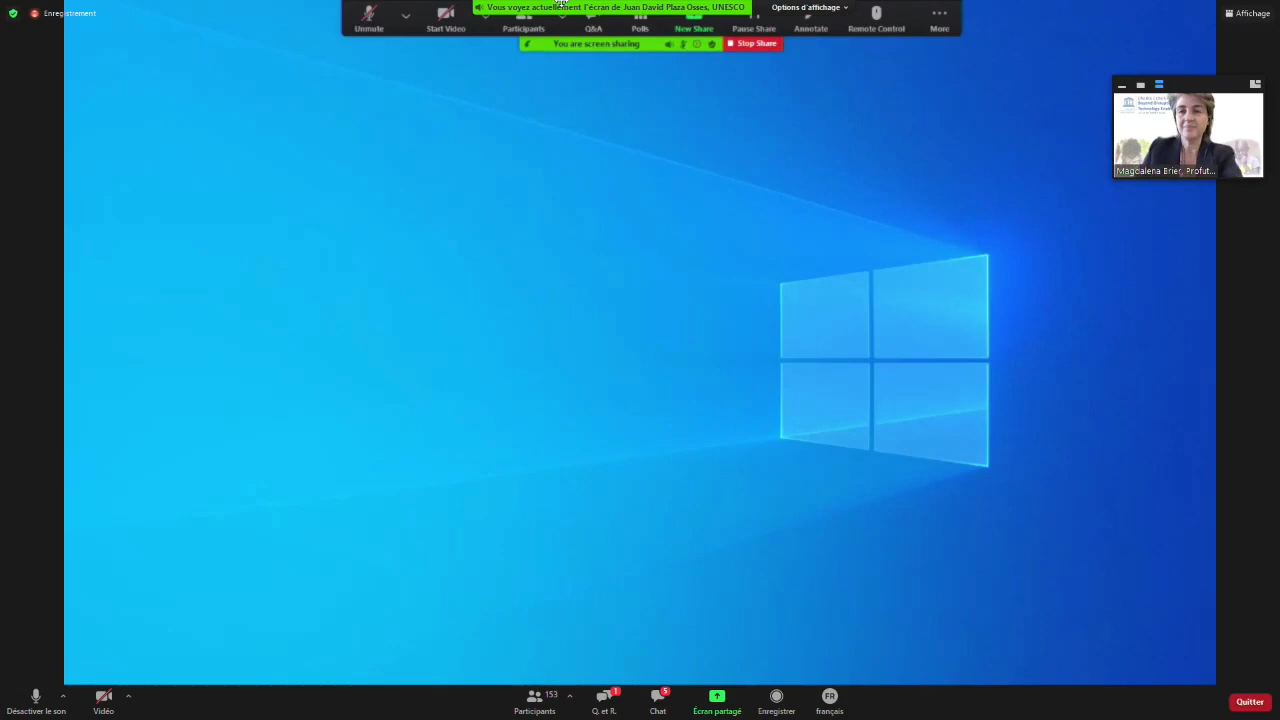 Enregistrement
Vous voyez actuellement l'écran de Juan David Plaza Osses, UNESCO
Options d'affichage
Affichage
Unmute
Start Video
Participants
Q&A
Polls
New Share
Pause Share
Annotate
Remote Control
More
You are screen sharing
Stop Share
Magdalena Brier, Profut...
Désactiver le son
Vidéo
153
Participants
1
Q. et R.
5
Chat
Écran partagé
Enregistrer
FR
français
Quitter